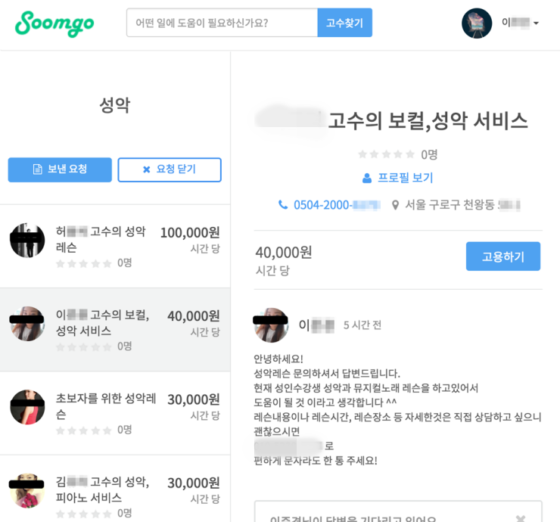 Soomgo
어떤 일에 도움이 필요하신가요?
고수찾기
이
성악
보낸 요청
요청 닫기
허 고수의 성악
레슨
100,000원
시간 당
0명
이 고수의 보컬,
성악 서비스
40,000원
시간 당
0명
초보자를 위한 성악레
슨
30,000원
시간 당
0명
김 고수의 성악,
피아노 서비스
30,000원
시간 당
0명
고수의 보컬,성악 서비스
0명
프로필 보기
0504-2000-
서울 구로구 천왕동
40,000원
시간 당
고용하기
이
5 시간 전
안녕하세요!
성악레슨 문의하셔서 답변드립니다.
현재 성인수강생 성악과 뮤지컬노래 레슨을 하고있어서
도움이 될 것 이라고 생각합니다 ^^
레슨내용이나 레슨시간, 레슨장소 등 자세한것은 직접 상담하고 싶으니
괜찮으시면
로
편하게 문자라도 한 통 주세요!
답변을 기다리고 있어요